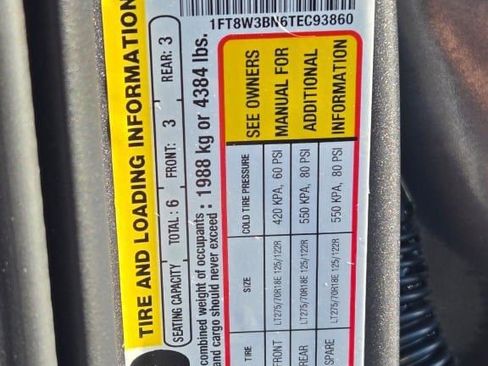 1FT8W3BN6TEC93860
TIRE AND LOADING INFORMATION
SEATING CAPACITY TOTAL : 6 FRONT: 3 REAR: 3
combined weight of occupants
and cargo should never exceed : 1988 kg or 4384 lbs.
TIRE SIZE COLD TIRE PRESSURE
FRONT LT275/70R18E 125/122R 420 KPA, 60 PSI
REAR LT275/70R18E 125/122R 550 KPA, 80 PSI
SPARE LT275/70R18E 125/122R 550 KPA, 80 PSI
SEE OWNERS
MANUAL FOR
ADDITIONAL
INFORMATION